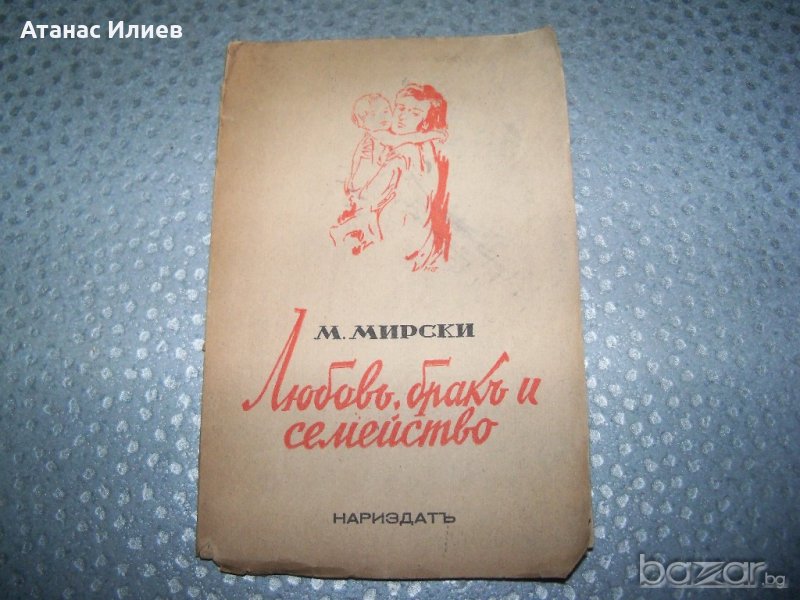 Атанас Илиев
М. МИРСКИ
Любовь, бракъ и
семейство
НАРИЗДАТЪ
bazar.bg